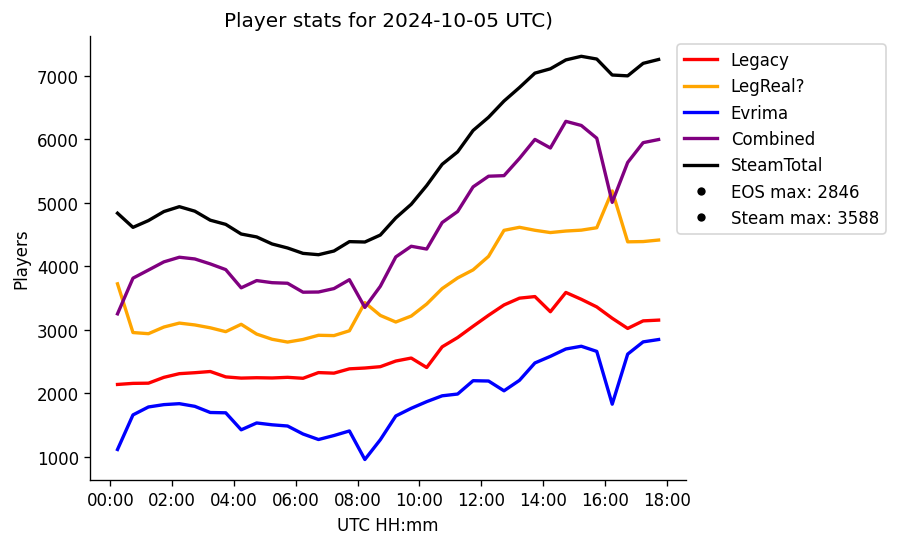 Player stats for 2024-10-05 UTC)
Legacy
LegReal?
Evrima
Combined
SteamTotal
EOS max: 2846
Steam max: 3588
Players
7000
6000
5000
4000
3000
2000
1000
00:00 02:00 04:00 06:00 08:00 10:00 12:00 14:00 16:00 18:00
UTC HH:mm